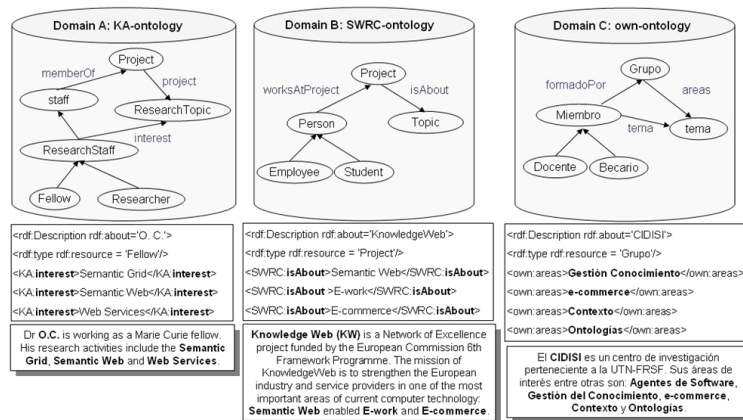 Domain A: KA-ontology
Project
memberOf
project
staff
ResearchTopic
interest
ResearchStaff
Fellow
Researcher
<rdf:Description rdf:about='O. C.'>
<rdf:type rdf:resource = 'Fellow'/>
<KA:interest>Semantic Grid</KA:interest>
<KA:interest>Semantic Web</KA:interest>
<KA:interest>Web Services</KA:interest>
Dr O.C. is working as a Marie Curie fellow.
His research activities include the Semantic
Grid, Semantic Web and Web Services.
Domain B: SWRC-ontology
Project
worksAtProject
isAbout
Person
Topic
Employee
Student
<rdf:Description rdf:about='KnowledgeWeb'>
<rdf:type rdf:resource = 'Project'/>
<SWRC:isAbout>Semantic Web</SWRC:isAbout>
<SWRC:isAbout >E-work</SWRC:isAbout>
<SWRC:isAbout>E-commerce</SWRC:isAbout>
Knowledge Web (KW) is a Network of Excellence
project funded by the European Commission 6th
Framework Programme. The mission of
KnowledgeWeb is to strengthen the European
industry and service providers in one of the most
important areas of current computer technology:
Semantic Web enabled E-work and E-commerce.
Domain C: own-ontology
Grupo
formadoPor
areas
Miembro
tema
tema
Docente
Becario
<rdf:Description rdf:about='CIDISI'>
<rdf:type rdf:resource = 'Grupo'/>
<own:areas>Gestión Conocimiento</own:areas>
<own:areas>e-commerce</own:areas>
<own:areas>Contexto</own:areas>
<own:areas>Ontologías</own:areas>
El CIDISI es un centro de investigación
perteneciente a la UTN-FRSF. Sus áreas de
interés entre otras son: Agentes de Software,
Gestión del Conocimiento, e-commerce,
Contexto y Ontologías.